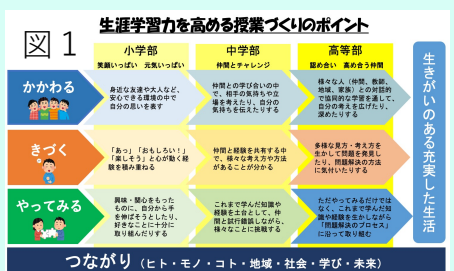 生涯学習力を高める授業づくりのポイント
図1
小学部
笑顔いっぱい 元気いっぱい
中学部
仲間とチャレンジ
高等部
認め合い 高め合う仲間
かかわる
身近な友達や大人など、
安心できる環境の中で
自分の思いを表す
仲間との学び合いの中
で、相手の気持ちや立
場を考えたり、自分の
気持ちを伝えたりする
様々な人（仲間、教師、
地域、家族）との対話的
で協同的な学習を通して、
自分の考えを広げたり、
深めたりする
きづく
「あっ」「おもしろい！」
「楽しそう」と心が動く経
験を積み重ねる
仲間と経験を共有する中
で、様々な考え方や方法
があることが分かる
多様な見方・考え方を
生かして問題を発見し
たり、問題解決の方法
に気付いたりする
やってみる
興味・関心をもった
ものに、自分から手
を伸ばそうとしたり、
好きなことに十分に
取り組んだりする
これまで学んだ知識や
経験を土台として、仲
間と試行錯誤しながら、
様々なことに挑戦する
ただやってみるだけでは
なく、これまで学んだ知
識や経験を生かしながら
「問題解決のプロセス」
に沿って取り組む
生きがいのある充実した生活
つながり（ヒト・モノ・コト・地域・社会・学び・未来）